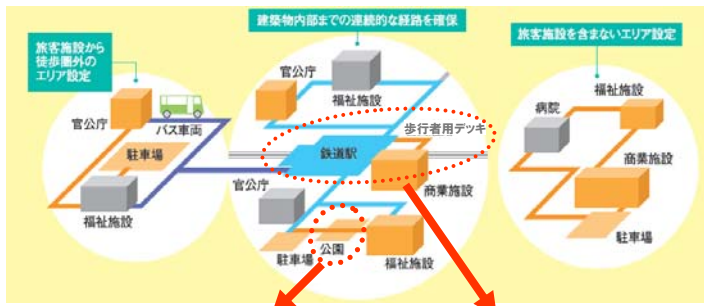 旅客施設から
徒歩圏外の
エリア設定
官公庁
バス車両
駐車場
福祉施設
建築物内部までの連続的な経路を確保
官公庁
福祉施設
歩行者用デッキ
鉄道駅
官公庁
商業施設
駐車場
公園
福祉施設
旅客施設を含まないエリア設定
病院
福祉施設
商業施設
駐車場